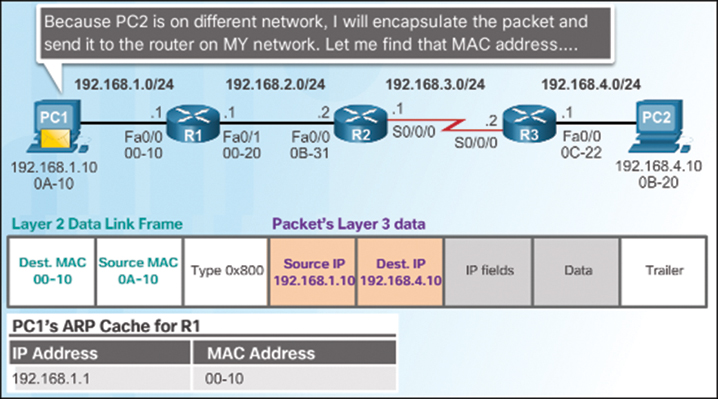 Because PC2 is on different network, I will encapsulate the packet and
send it to the router on MY network. Let me find that MAC address....
192.168.1.0/24
192.168.2.0/24
192.168.3.0/24
192.168.4.0/24
PC1
.1
.1
.2
.1
.2
.1
PC2
R1
R2
R3
Fa0/0
00-10
Fa0/1
00-20
Fa0/0
0B-31
S0/0/0
S0/0/0
Fa0/0
0C-22
192.168.1.10
0A-10
192.168.4.10
0B-20
Layer 2 Data Link Frame
Packet's Layer 3 data
Dest. MAC
00-10
Source MAC
0A-10
Type 0x800
Source IP
192.168.1.10
Dest. IP
192.168.4.10
IP fields
Data
Trailer
PC1's ARP Cache for R1
IP Address
MAC Address
192.168.1.1
00-10